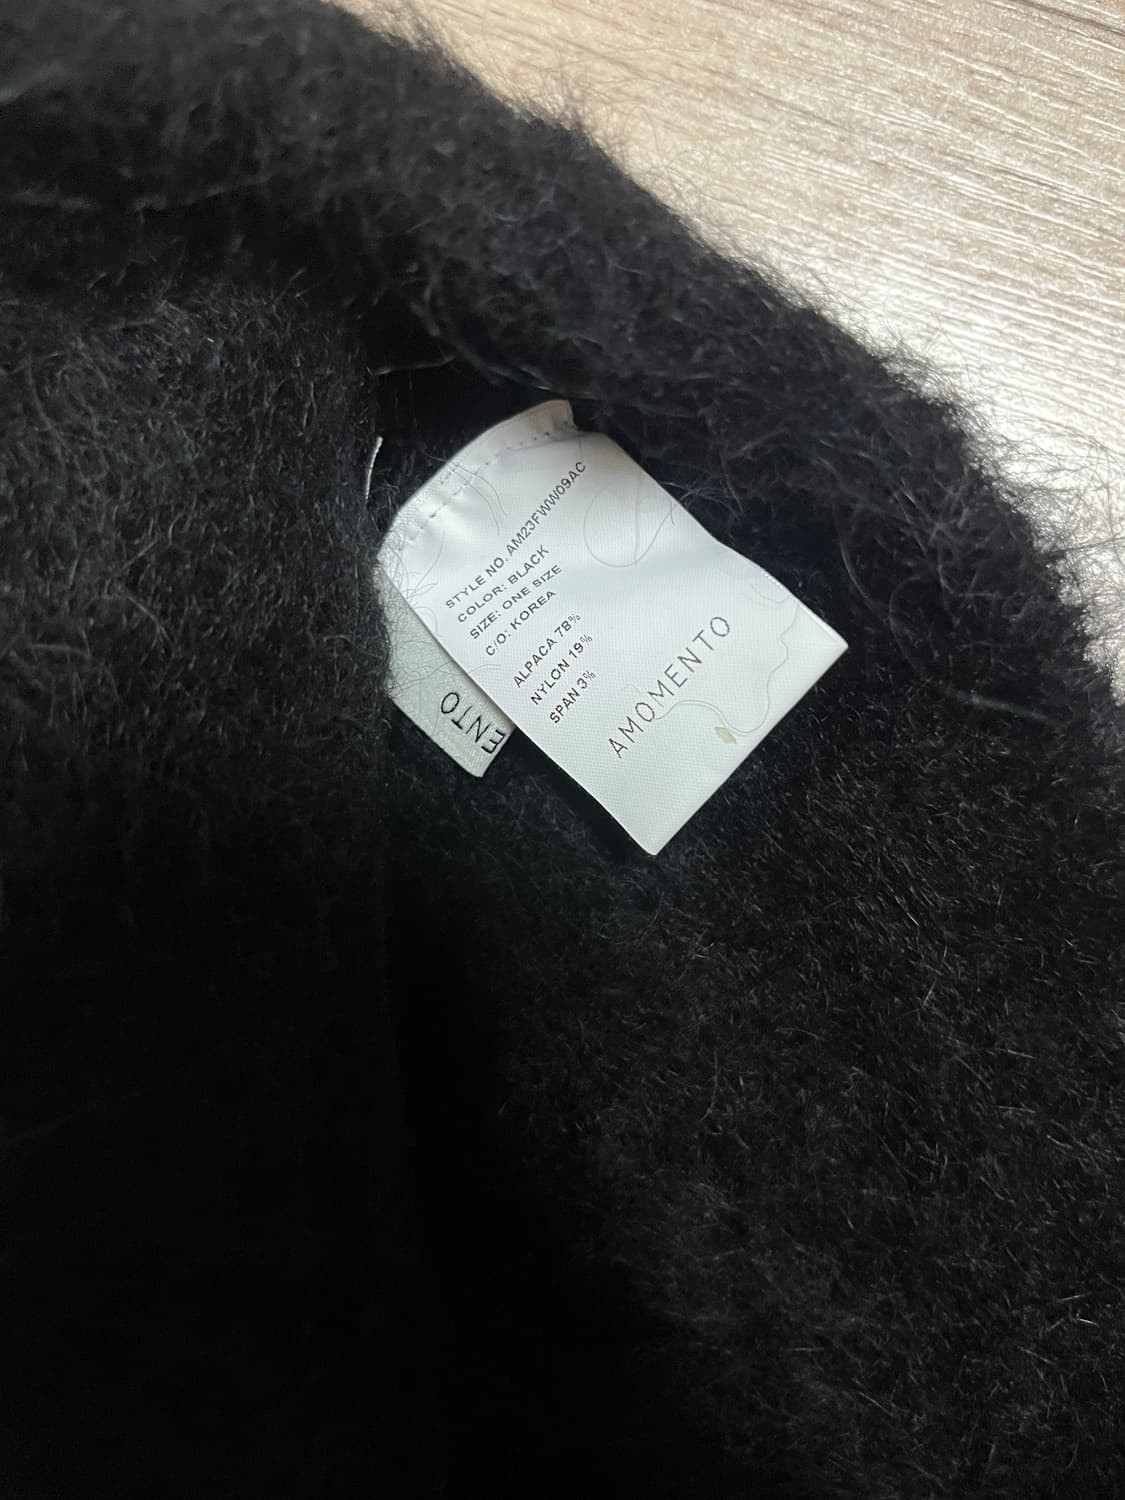 STYLE NO. AM23FWW09AC
COLOR: BLACK
SIZE: ONE SIZE
C/O: KOREA
ALPACA 78%
NYLON 19%
SPAN 3%
AMOMENTO
ENTO